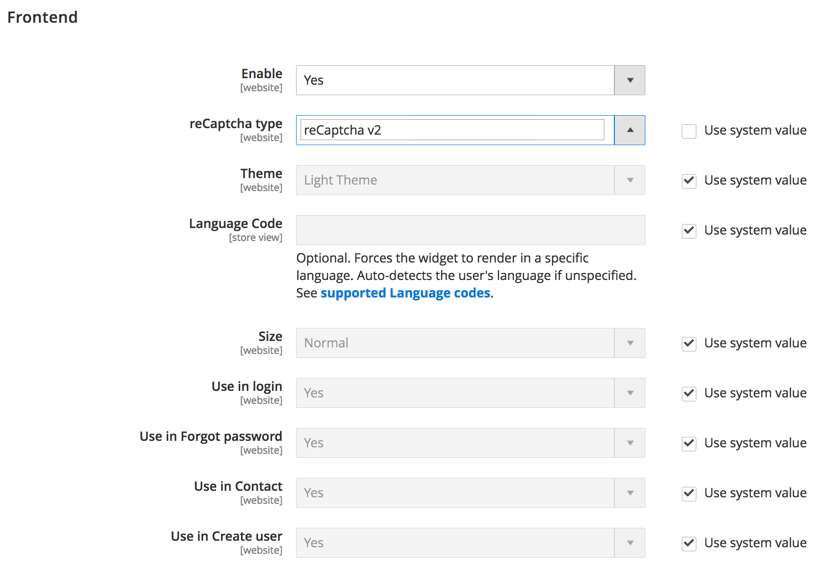 Frontend
Enable
[website]
Yes
reCaptcha type
[website]
reCaptcha v2
Use system value
Theme
[website]
Light Theme
Use system value
Language Code
[store view]
Use system value
Optional. Forces the widget to render in a specific
language. Auto-detects the user's language if unspecified.
See supported Language codes.
Size
[website]
Normal
Use system value
Use in login
[website]
Yes
Use system value
Use in Forgot password
[website]
Yes
Use system value
Use in Contact
[website]
Yes
Use system value
Use in Create user
[website]
Yes
Use system value